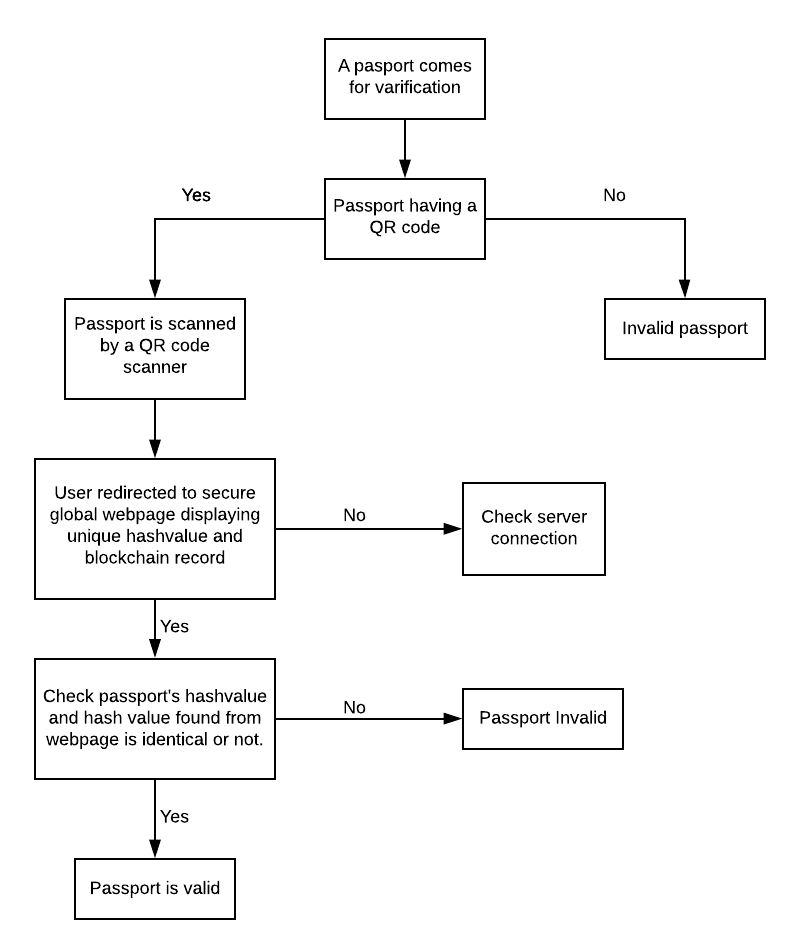 A pasport comes
for varification
Yes
No
Passport having a
QR code
Passport is scanned
by a QR code
scanner
Invalid passport
User redirected to secure
global webpage displaying
unique hashvalue and
blockchain record
No
Check server
connection
Yes
Check passport's hashvalue
and hash value found from
webpage is identical or not.
No
Passport Invalid
Yes
Passport is valid